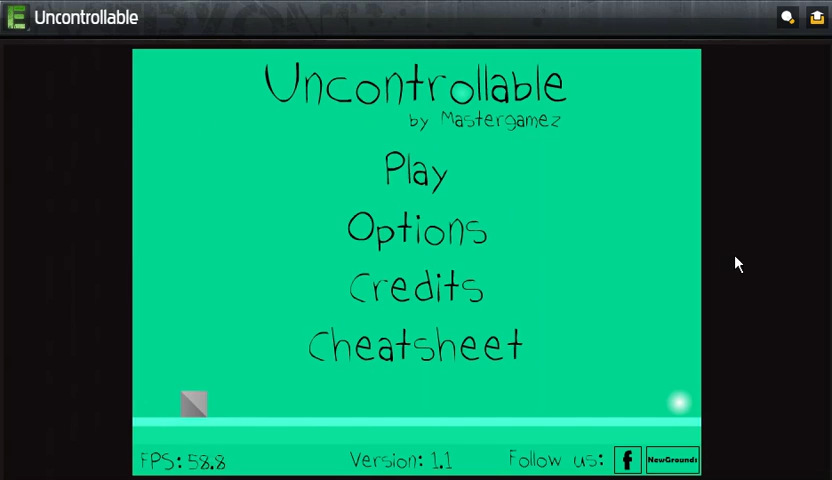 Uncontrollable
Uncontrollable
by Mastergamez
Play
Options
Credits
Cheatsheet
FPS: 58.8 Version: 1.1 Follow us: f NewGrounds